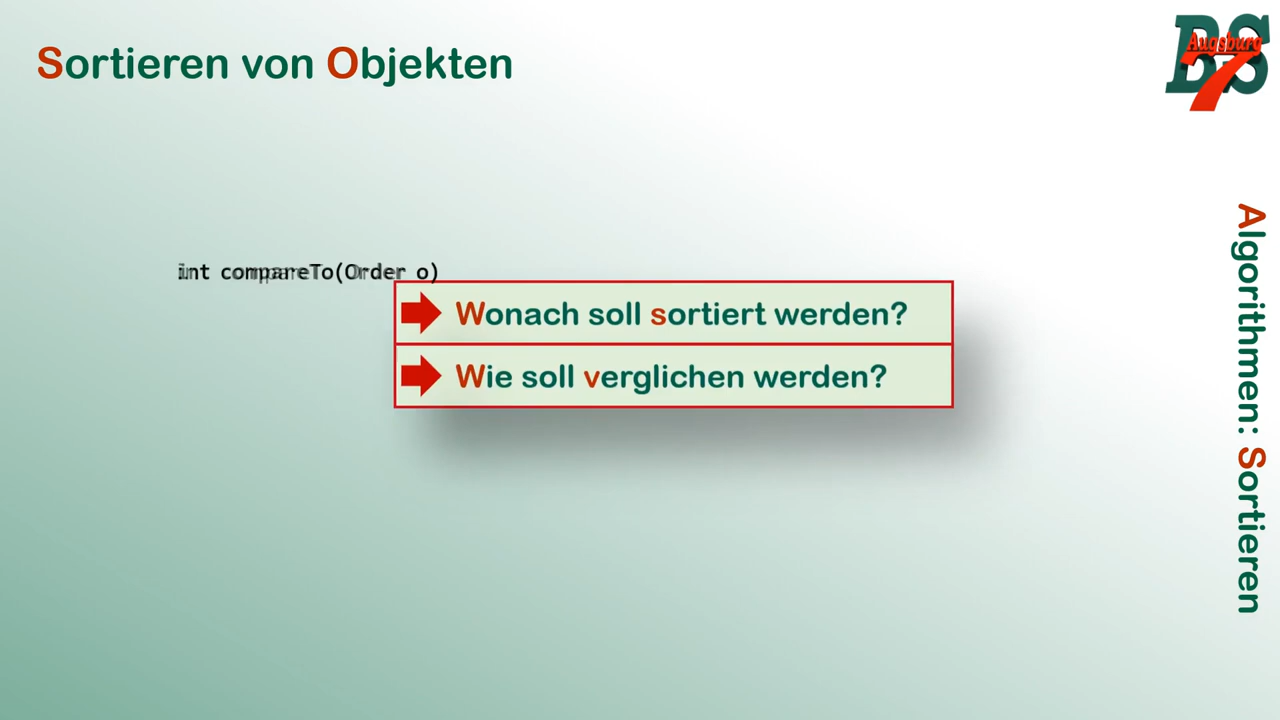 Sortieren von Objekten
BS
Augsburg
7
int compareTo(Order o)
Wonach soll sortiert werden?
Wie soll verglichen werden?
Algorithmen: Sortieren